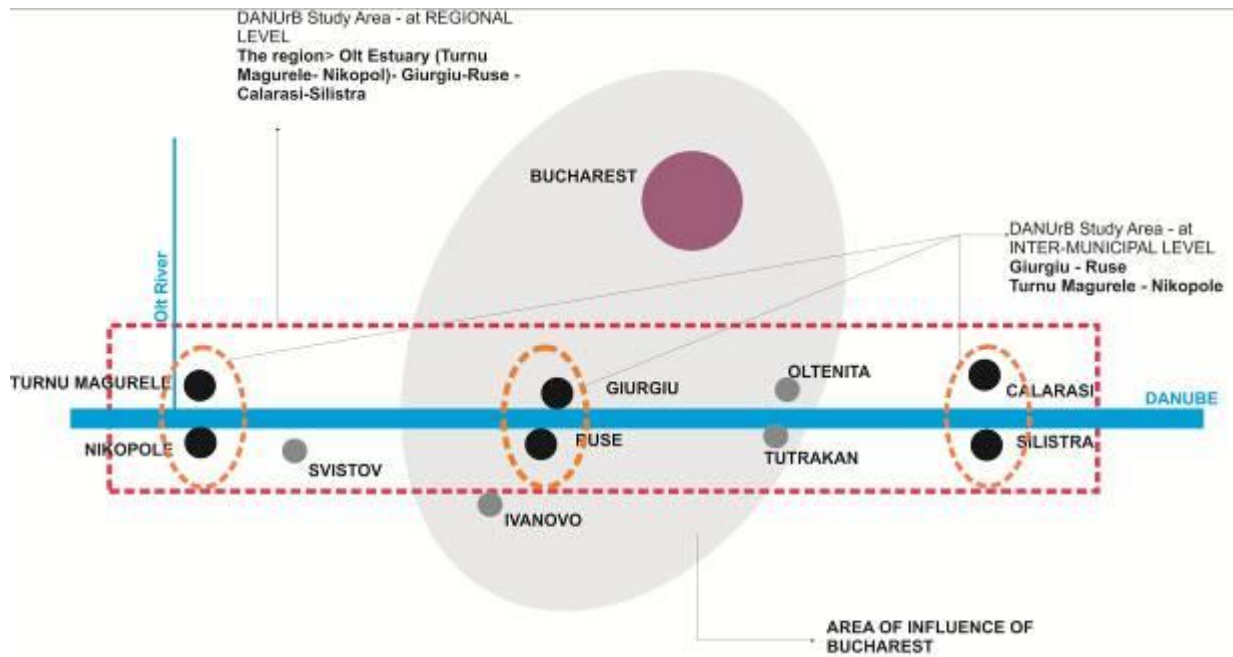 DANUrB Study Area - at REGIONAL
LEVEL
The region> Olt Estuary (Turnu
Magurele- Nikopol)- Giurgiu-Ruse -
Calarasi-Silistra
BUCHAREST
DANUrB Study Area - at
INTER-MUNICIPAL LEVEL
Giurgiu - Ruse
Turnu Magurele - Nikopole
Olt River
TURNU MAGURELE
GIURGIU
OLTENITA
CALARASI
DANUBE
NIKOPOLE
SVISTOV
RUSE
TUTRAKAN
SILISTRA
IVANOVO
AREA OF INFLUENCE OF
BUCHAREST